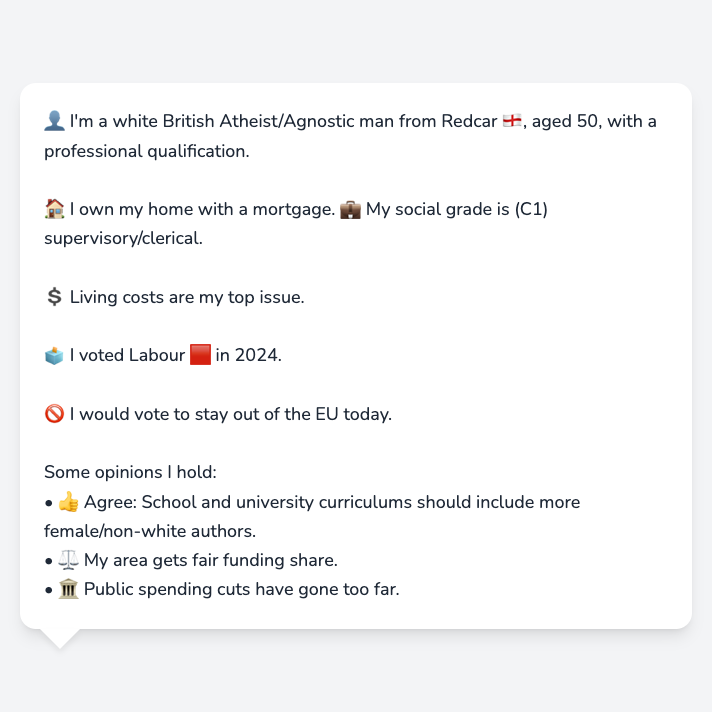 👤 I'm a white British Atheist/Agnostic man from Redcar 🏴󠁧󠁢󠁥󠁮󠁧󠁿, aged 50, with a
professional qualification.
🏠 I own my home with a mortgage. 💼 My social grade is (C1)
supervisory/clerical.
💲 Living costs are my top issue.
🗳️ I voted Labour 🟥 in 2024.
🚫 I would vote to stay out of the EU today.
Some opinions I hold:
• 👍 Agree: School and university curriculums should include more
female/non-white authors.
• ⚖️ My area gets fair funding share.
• 🏛️ Public spending cuts have gone too far.